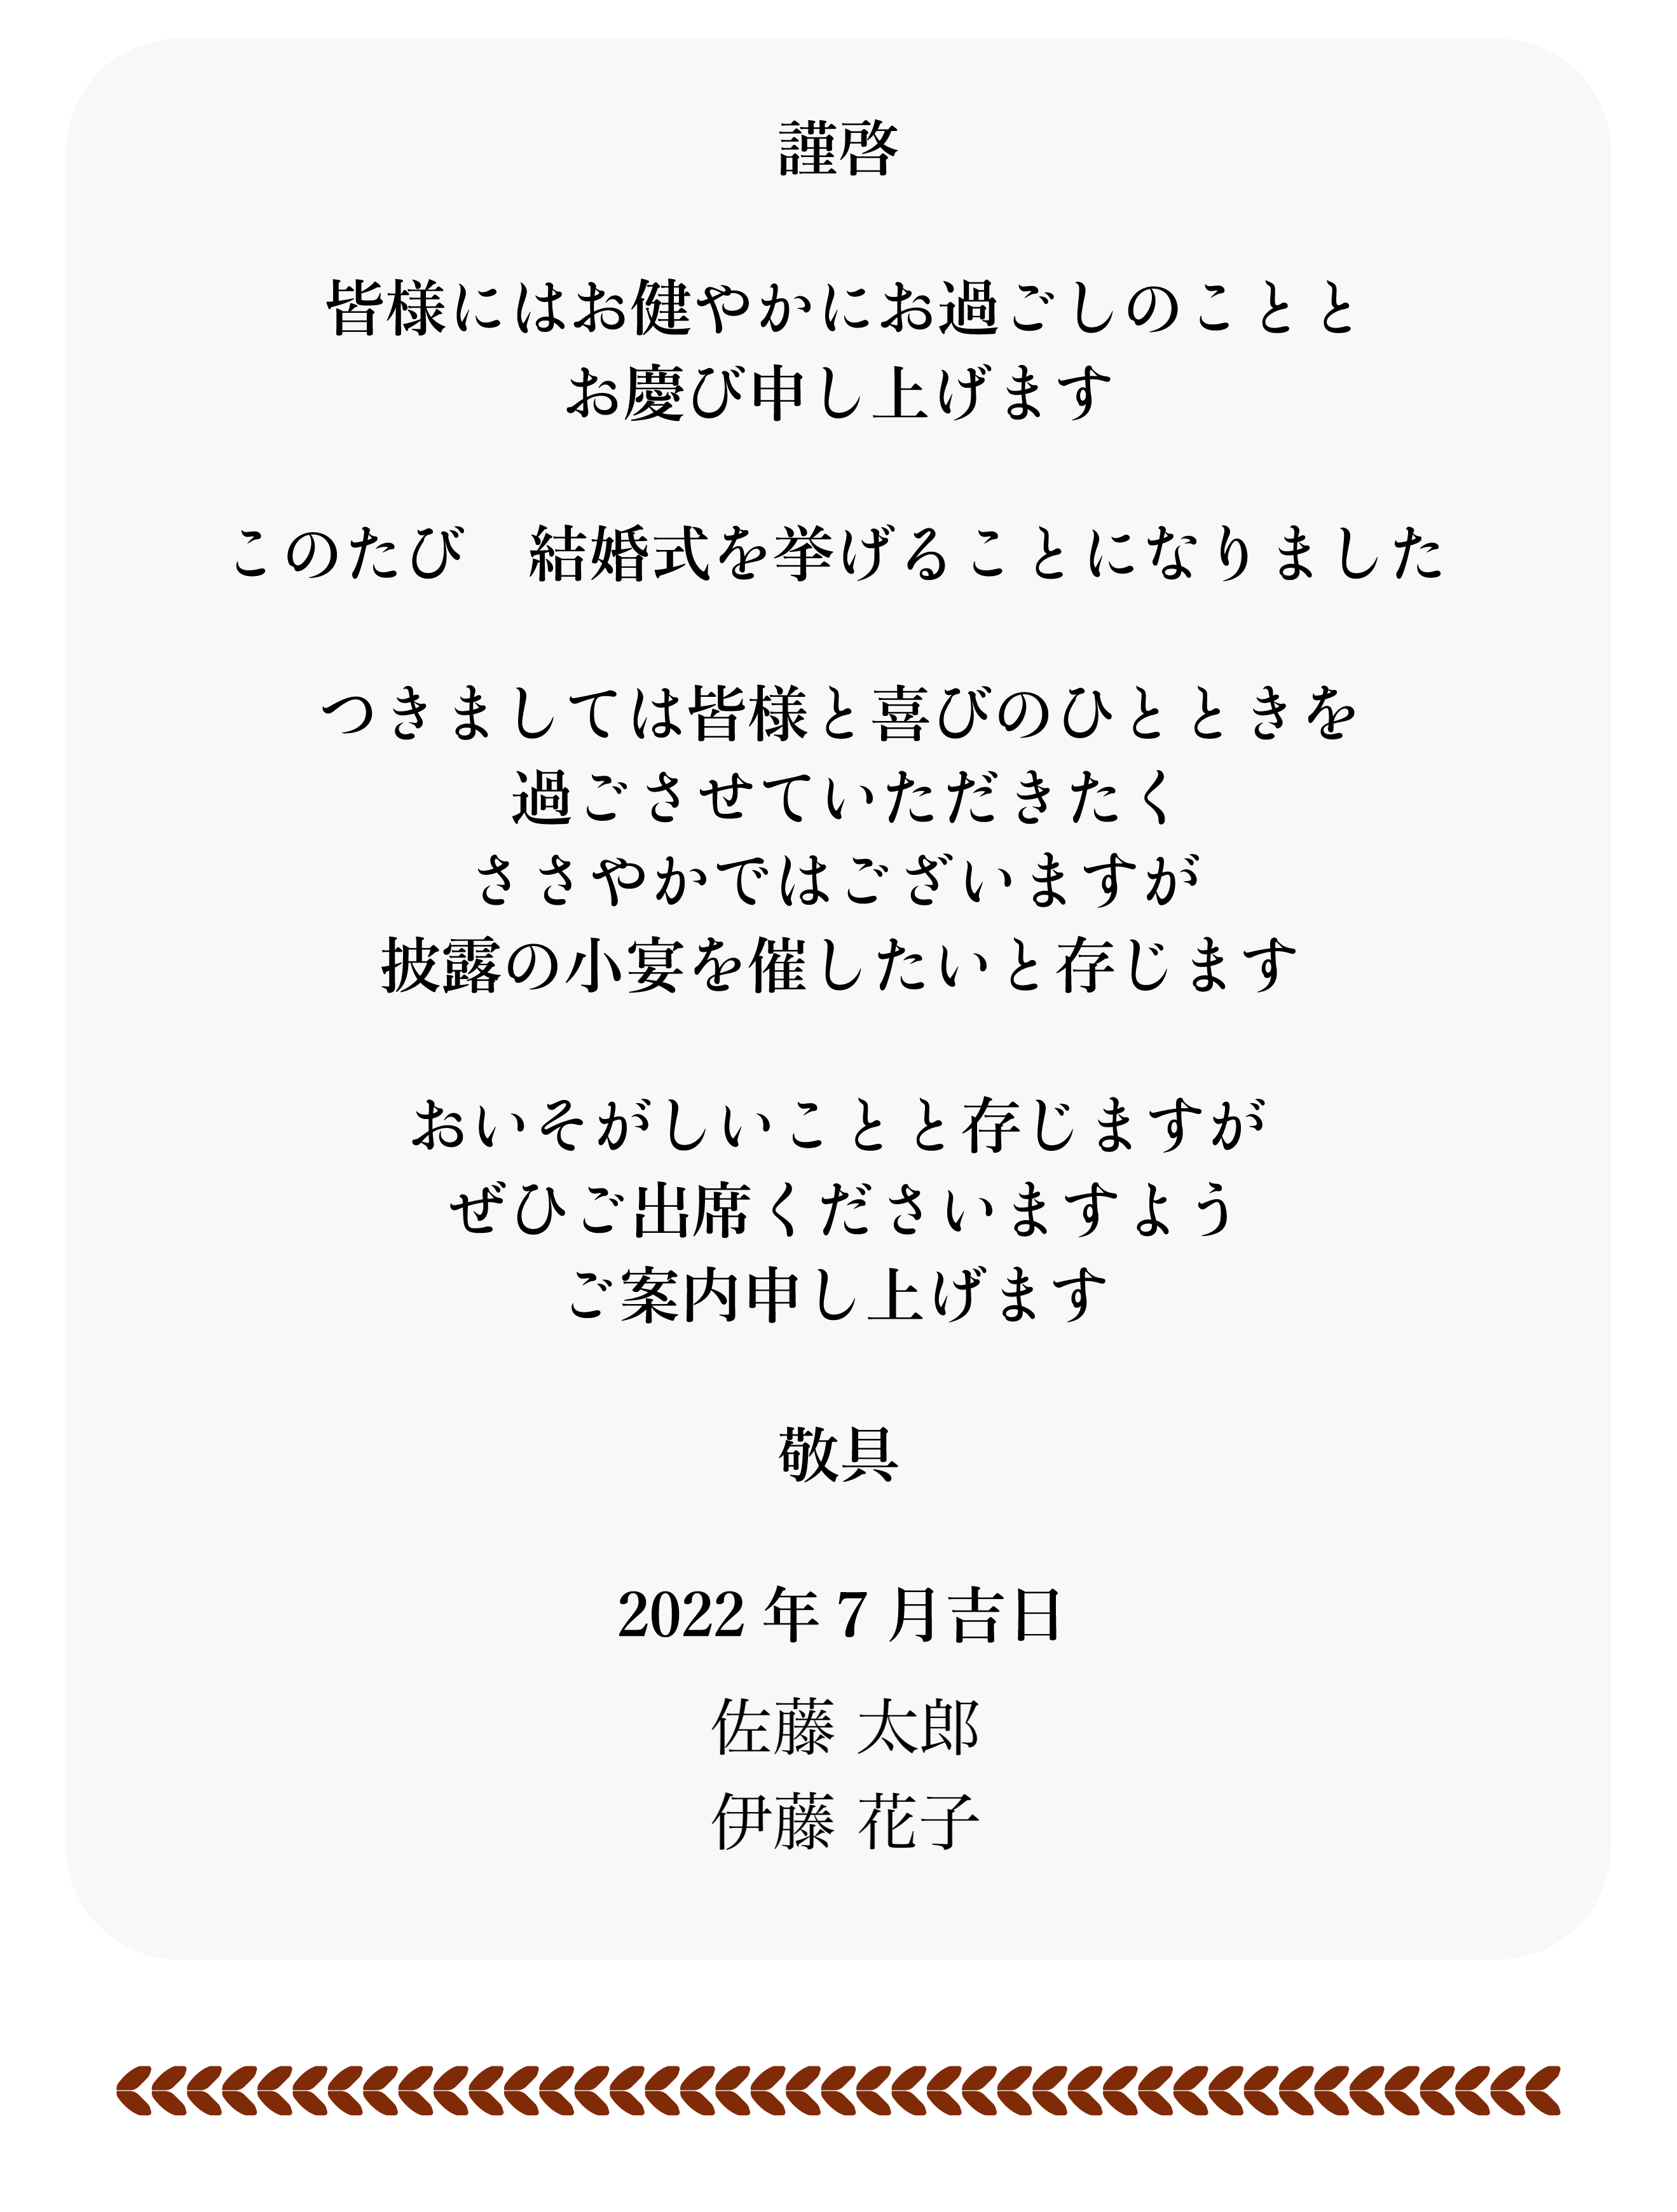 謹啓
皆様にはお健やかにお過ごしのことと
お慶び申し上げます
このたび　結婚式を挙げることになりました
つきましては皆様と喜びのひとときを
過ごさせていただきたく
ささやかではございますが
披露の小宴を催したいと存じます
おいそがしいことと存じますが
ぜひご出席くださいますよう
ご案内申し上げます
敬具
2022 年 7 月吉日
佐藤 太郎
伊藤 花子